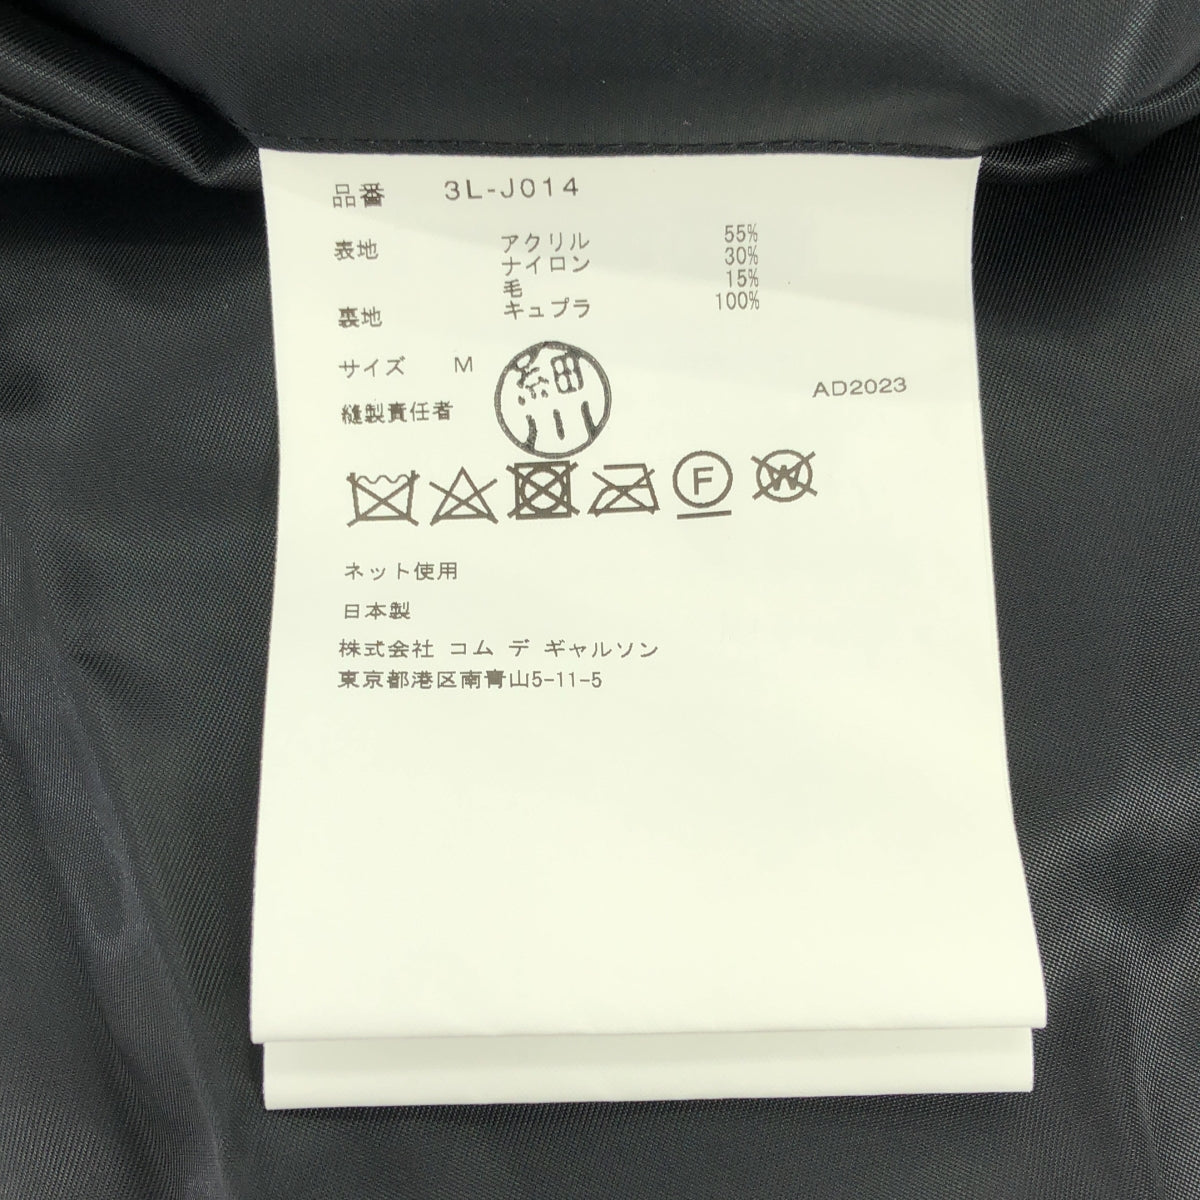 品番 3L-J014
表地 アクリル 55%
ナイロン 30%
毛 15%
裏地 キュプラ 100%
サイズ M
細川
AD2023
縫製責任者
F
W
ネット使用
日本製
株式会社 コム デ ギャルソン
東京都港区南青山5-11-5